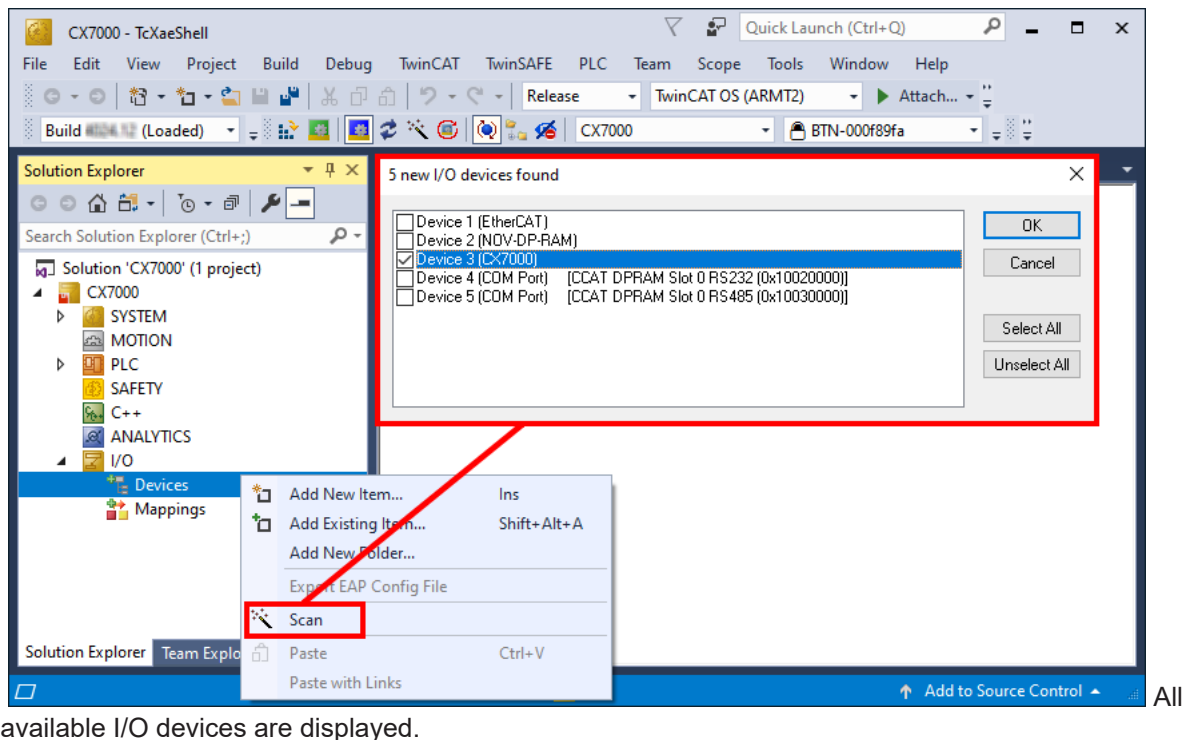 CX7000 - TcXaeShell
Quick Launch (Ctrl+Q)
File Edit View Project Build Debug TwinCAT TwinSAFE PLC Team Scope Tools Window Help
Release TwinCAT OS (ARMT2) Attach...
Build (Loaded) CX7000 BTN-000f89fa
Solution Explorer
Search Solution Explorer (Ctrl+;)
Solution 'CX7000' (1 project)
CX7000
SYSTEM
MOTION
PLC
SAFETY
C++
ANALYTICS
I/O
Devices
Mappings
5 new I/O devices found
Device 1 (EtherCAT)
Device 2 (NOV-DP-RAM)
Device 3 (CX7000)
Device 4 (COM Port) [CCAT DPRAM Slot 0 RS232 (0x10020000)]
Device 5 (COM Port) [CCAT DPRAM Slot 0 RS485 (0x10030000)]
OK
Cancel
Select All
Unselect All
Add New Item... Ins
Add Existing Item... Shift+Alt+A
Add New Folder...
Export EAP Config File
Scan
Paste Ctrl+V
Paste with Links
Solution Explorer Team Explo
Add to Source Control
All
available I/O devices are displayed.